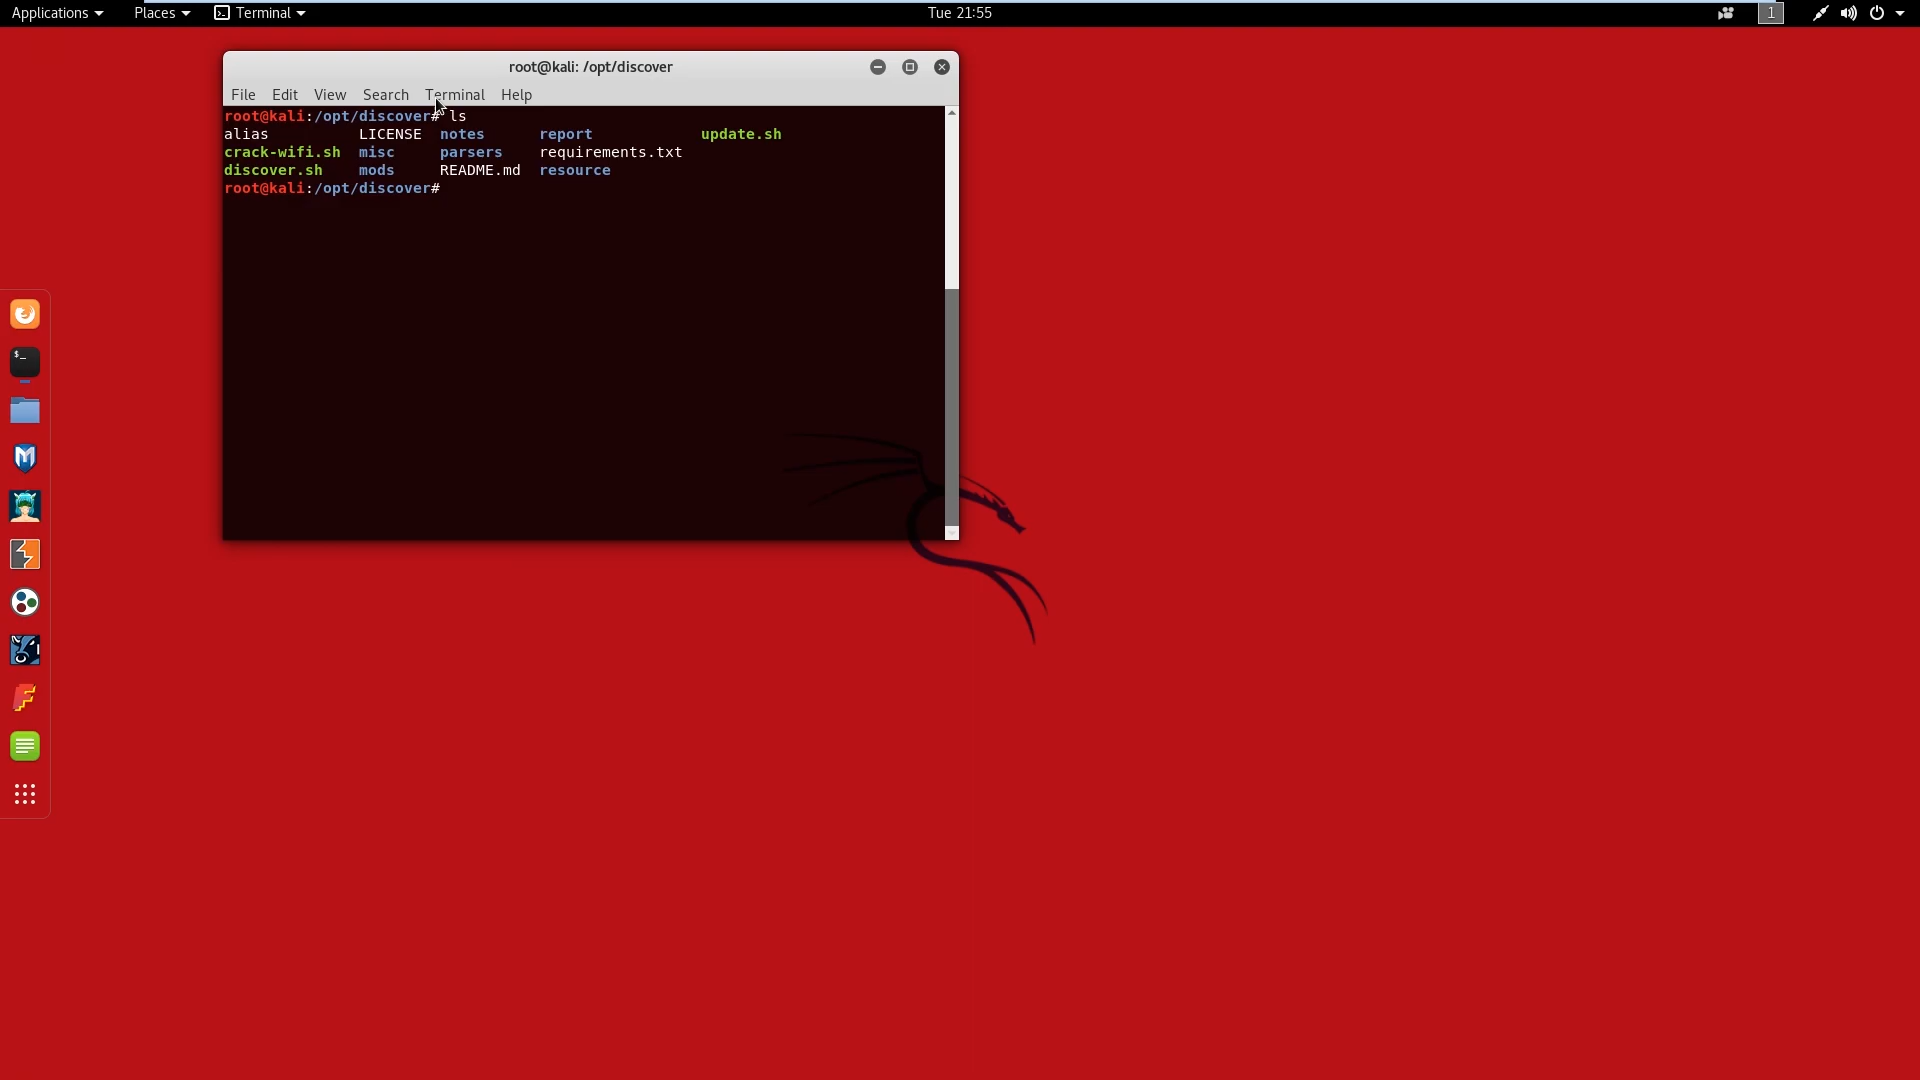 Applications Places Terminal Tue 21:55 1
root@kali: /opt/discover
File Edit View Search Terminal Help
root@kali:/opt/discover# ls
alias LICENSE notes report update.sh
crack-wifi.sh misc parsers requirements.txt
discover.sh mods README.md resource
root@kali:/opt/discover#
$_